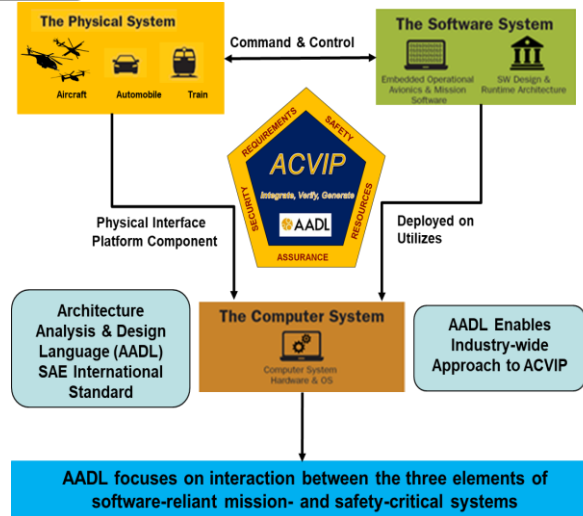 The Physical System
Aircraft
Automobile
Train
Command & Control
The Software System
Embedded Operational
Avionics & Mission
Software
SW Design &
Runtime Architecture
REQUIREMENTS
SAFETY
SECURITY
RESOURCES
ASSURANCE
ACVIP
Integrate, Verify, Generate
AADL
Physical Interface
Platform Component
Deployed on
Utilizes
Architecture
Analysis & Design
Language (AADL)
SAE International
Standard
The Computer System
Computer System
Hardware & OS
AADL Enables
Industry-wide
Approach to ACVIP
AADL focuses on interaction between the three elements of
software-reliant mission- and safety-critical systems